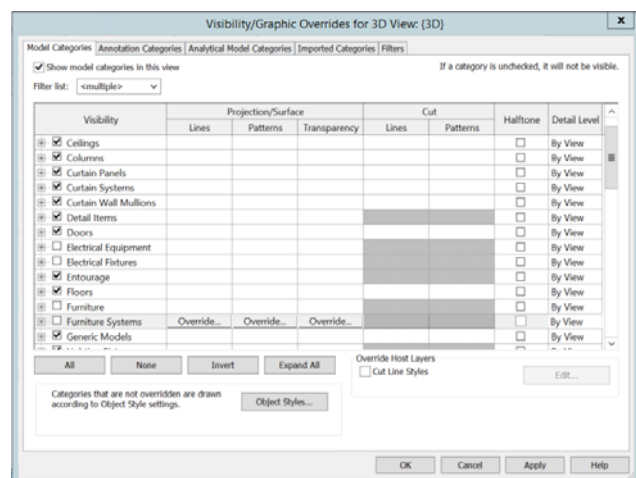 Visibility/Graphic Overrides for 3D View: {3D}
x
Model Categories Annotation Categories Analytical Model Categories Imported Categories Filters
Show model categories in this view
If a category is unchecked, it will not be visible.
Filter list: <multiple>
Visibility Projection/Surface Cut Halftone Detail Level
Lines Patterns Transparency Lines Patterns
Ceilings By View
Columns By View
Curtain Panels By View
Curtain Systems By View
Curtain Wall Mullions By View
Detail Items By View
Doors By View
Electrical Equipment By View
Electrical Fixtures By View
Entourage By View
Floors By View
Furniture By View
Furniture Systems Override... Override... Override... By View
Generic Models By View
All None Invert Expand All
Override Host Layers
Cut Line Styles
Edit...
Categories that are not overridden are drawn
according to Object Style settings.
Object Styles...
OK Cancel Apply Help